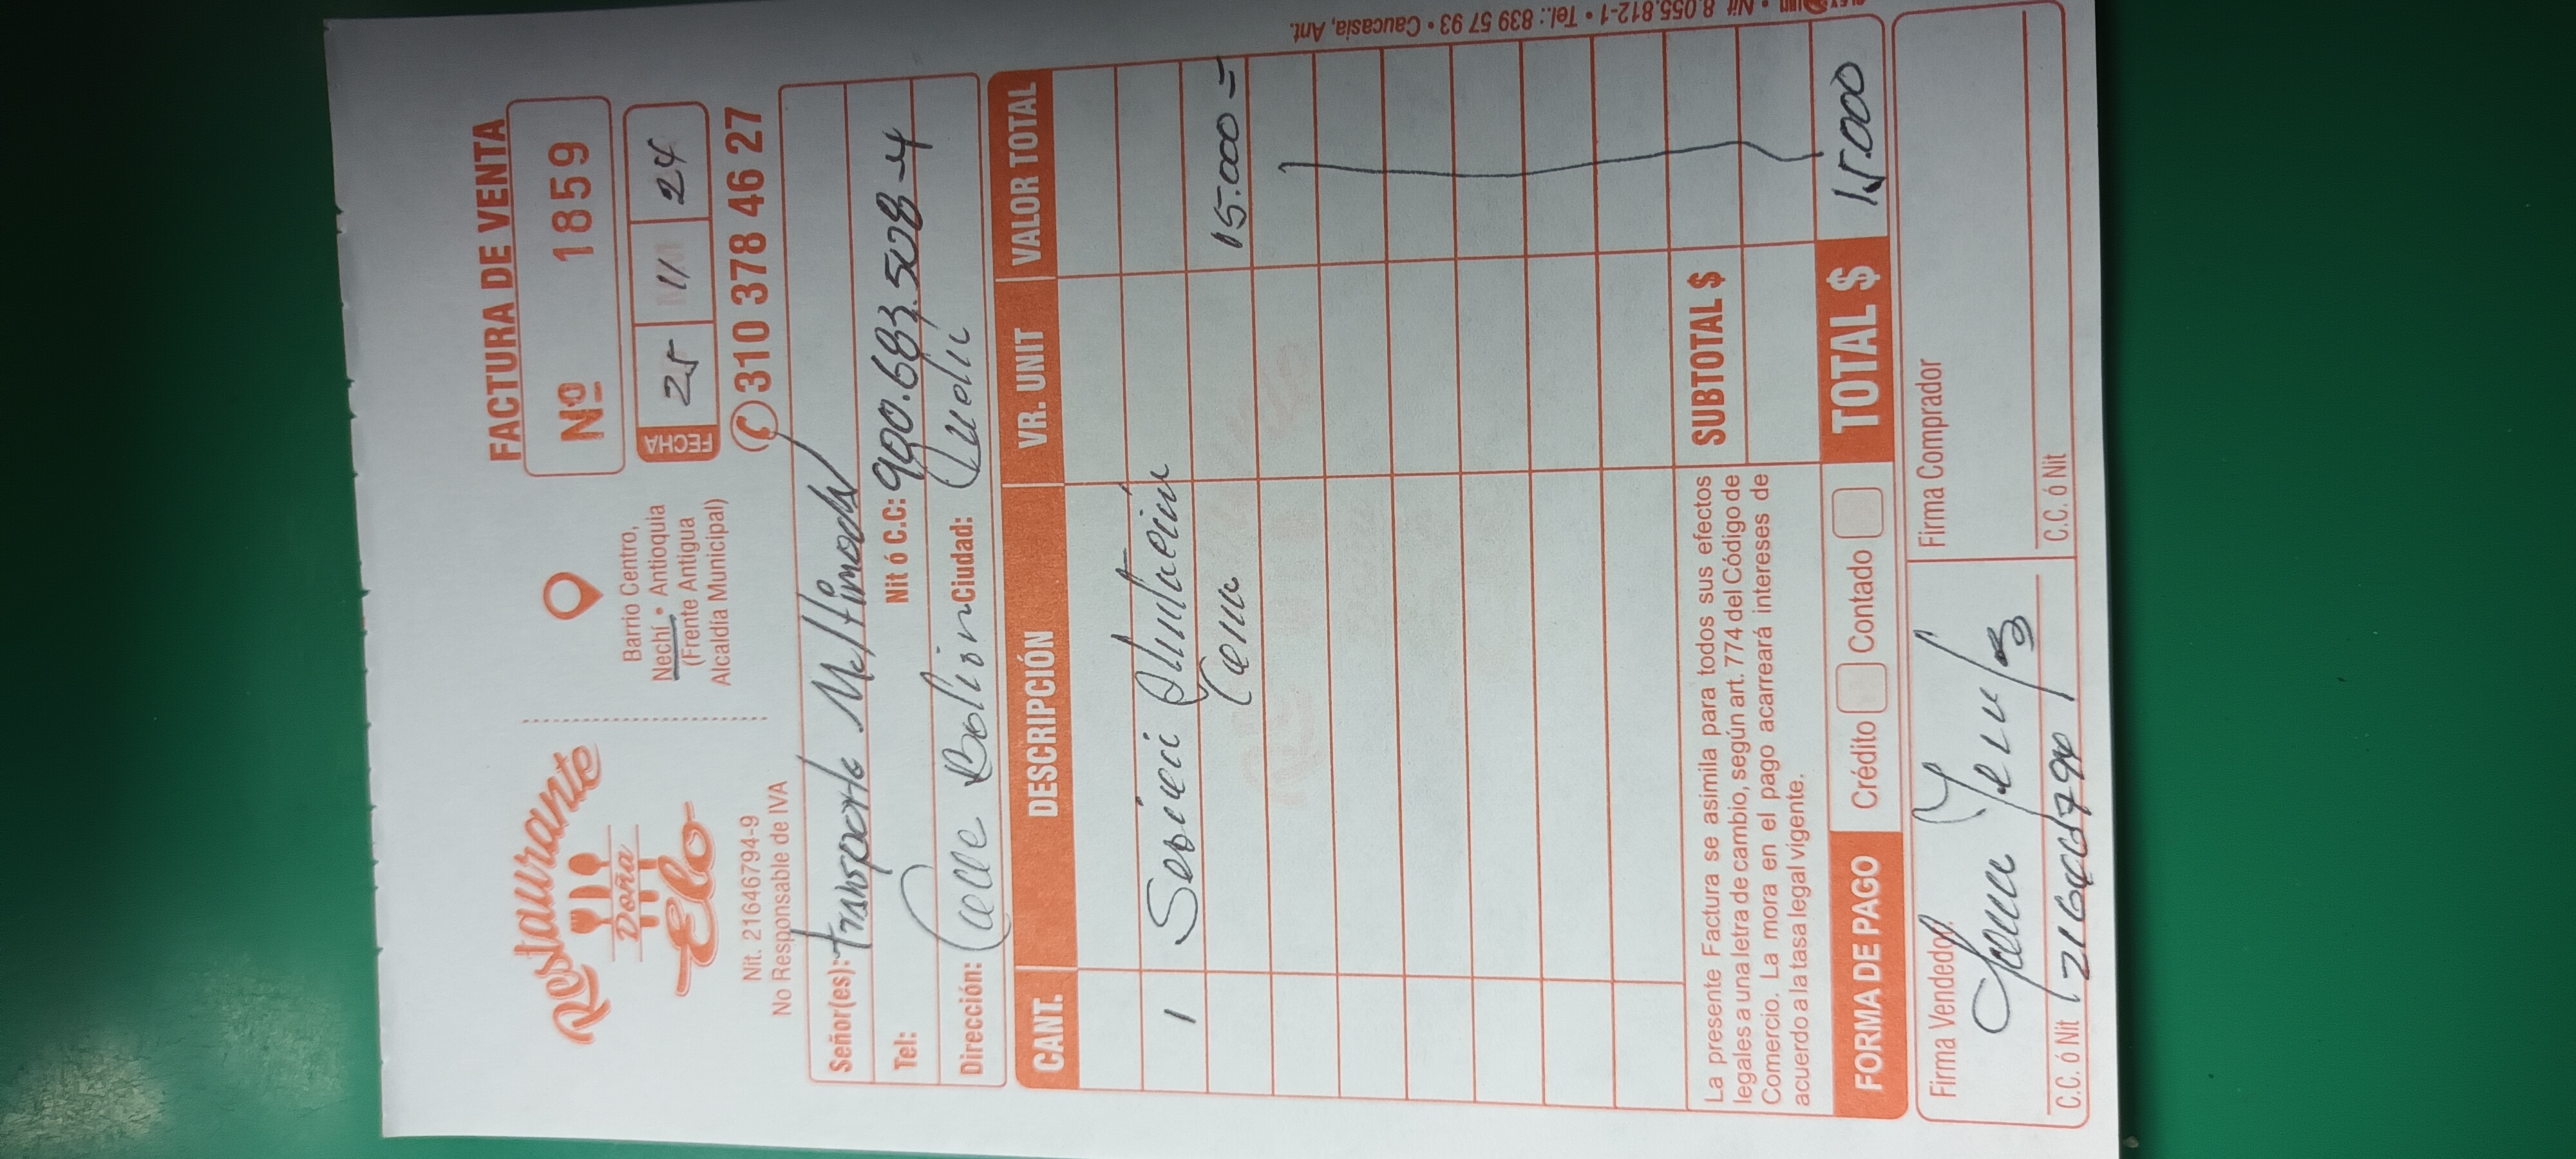 Restaurante
Doña
Elo
Nit. 216467​94-9
No Responsable de IVA
Barrio Centro,
Nechí • Antioquia
(Frente Antigua
Alcaldía Municipal)
FACTURA DE VENTA
Nº 1859
FECHA 25 11 24
310 378 46 27
Señor(es): transporte Multimodal
Tel: Nit ó C.C: 900.683.508-4
Dirección: Calle Bolivar Ciudad:
CANT. DESCRIPCIÓN VR. UNIT VALOR TOTAL
1 Servicio
Cena 15.000=
La presente Factura se asimila para todos sus efectos
legales a una letra de cambio, según art. 774 del Código de
Comercio. La mora en el pago acarreará intereses de
acuerdo a la tasa legal vigente.
SUBTOTAL $
FORMA DE PAGO Crédito Contado TOTAL $ 15.000
Firma Vendedor
Firma Comprador
C.C. ó Nit
C.C. ó Nit
Nit 8.055.812-1 • Tel.: 839 57 93 • Caucasia, Ant.